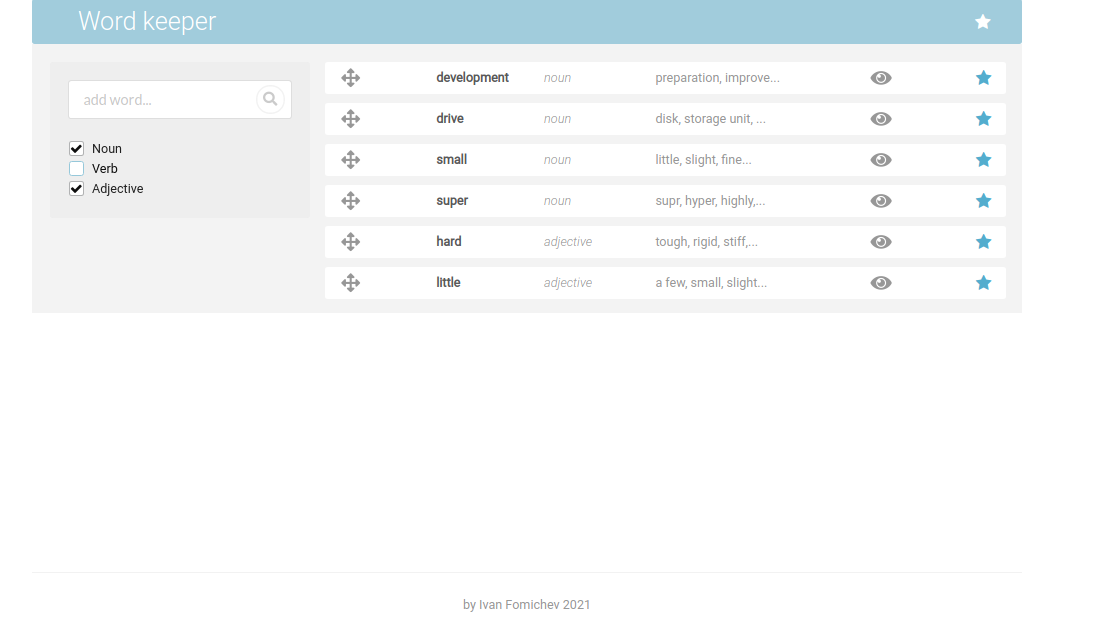 Word keeper
add word...
Noun
Verb
Adjective
development noun preparation, improve...
drive noun disk, storage unit, ...
small noun little, slight, fine...
super noun supr, hyper, highly,...
hard adjective tough, rigid, stiff,...
little adjective a few, small, slight...
by Ivan Fomichev 2021